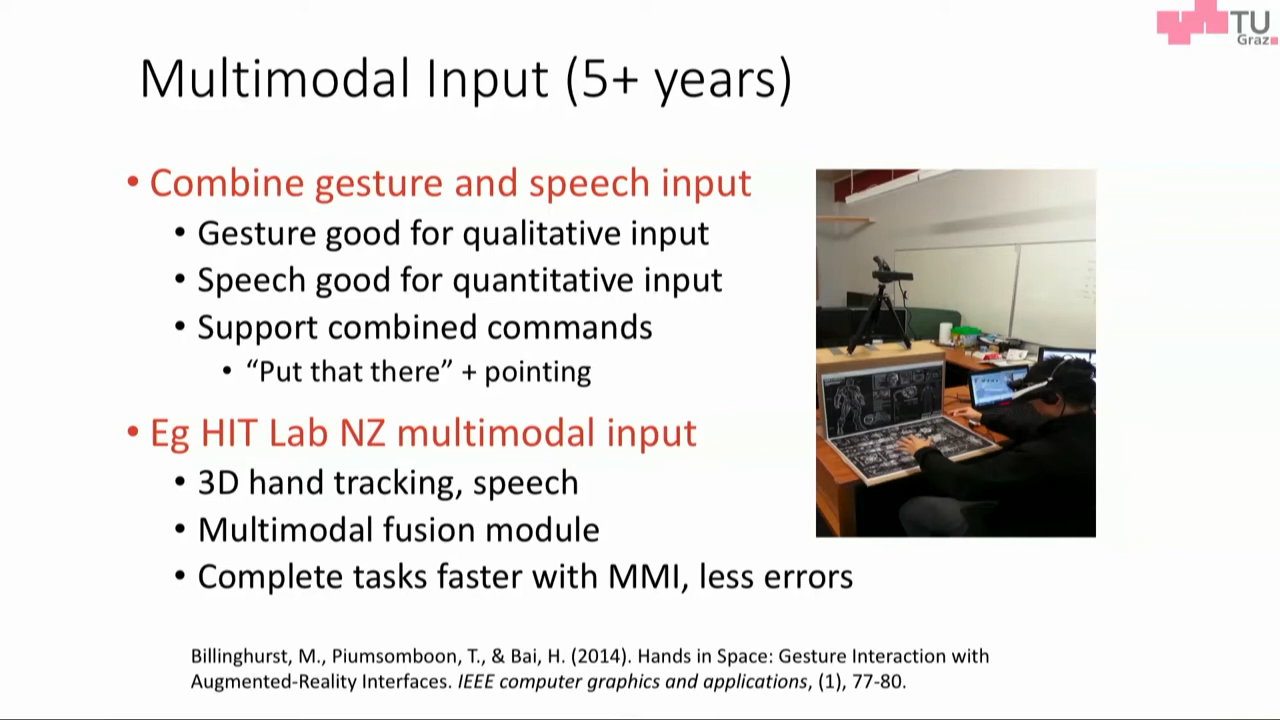 TU
Graz
Multimodal Input (5+ years)
• Combine gesture and speech input
• Gesture good for qualitative input
• Speech good for quantitative input
• Support combined commands
• “Put that there” + pointing
• Eg HIT Lab NZ multimodal input
• 3D hand tracking, speech
• Multimodal fusion module
• Complete tasks faster with MMI, less errors
Billinghurst, M., Piumsomboon, T., & Bai, H. (2014). Hands in Space: Gesture Interaction with
Augmented-Reality Interfaces. IEEE computer graphics and applications, (1), 77-80.